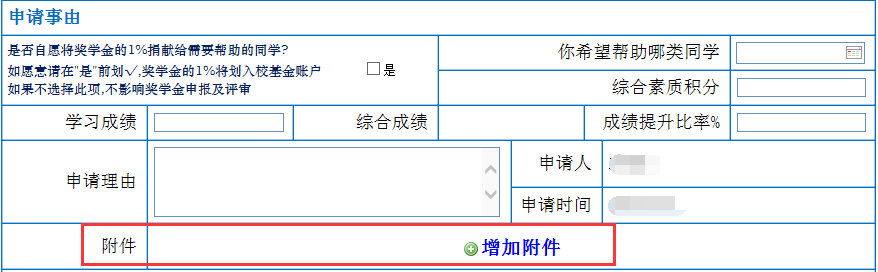 申请事由
是否自愿将奖学金的1%捐献给需要帮助的同学?
如愿意请在"是"前划√,奖学金的1%将划入校基金账户
如果不选择此项,不影响奖学金申报及评审
是
你希望帮助哪类同学
综合素质积分
学习成绩
综合成绩
成绩提升比率%
申请理由
申请人
申请时间
附件
增加附件